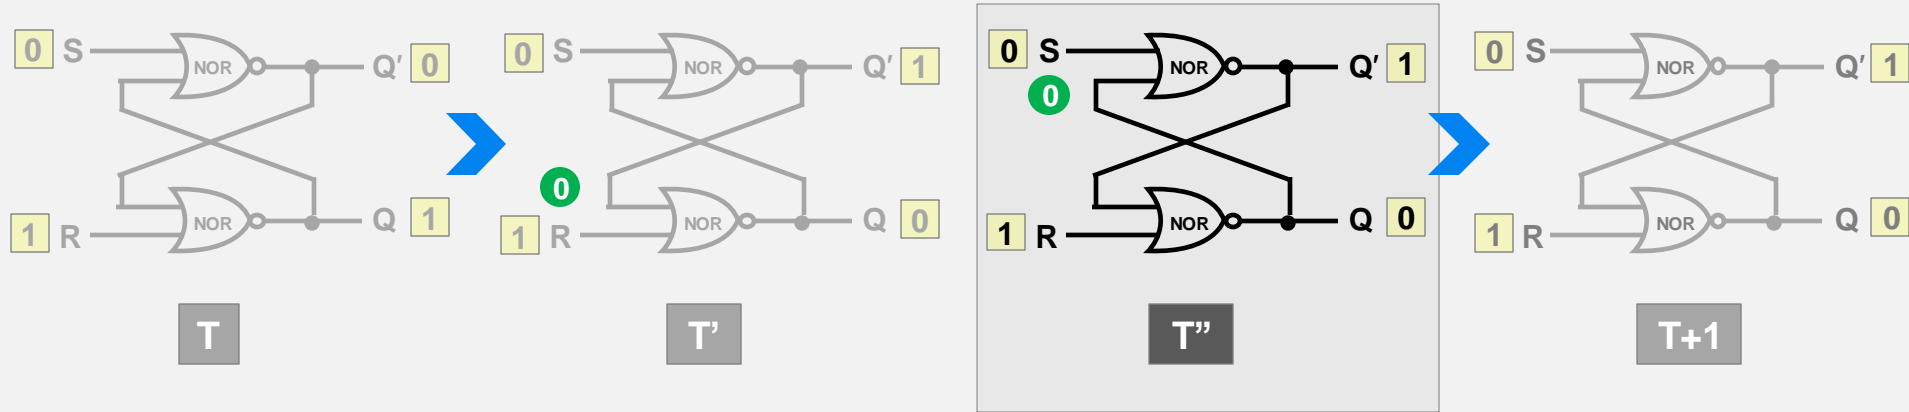 0 S NOR Q′ 0
1 R NOR Q 1
T
0 S NOR Q′ 1
0
1 R NOR Q 0
T’
0 S NOR Q′ 1
0
1 R NOR Q 0
T”
0 S NOR Q′ 1
1 R NOR Q 0
T+1